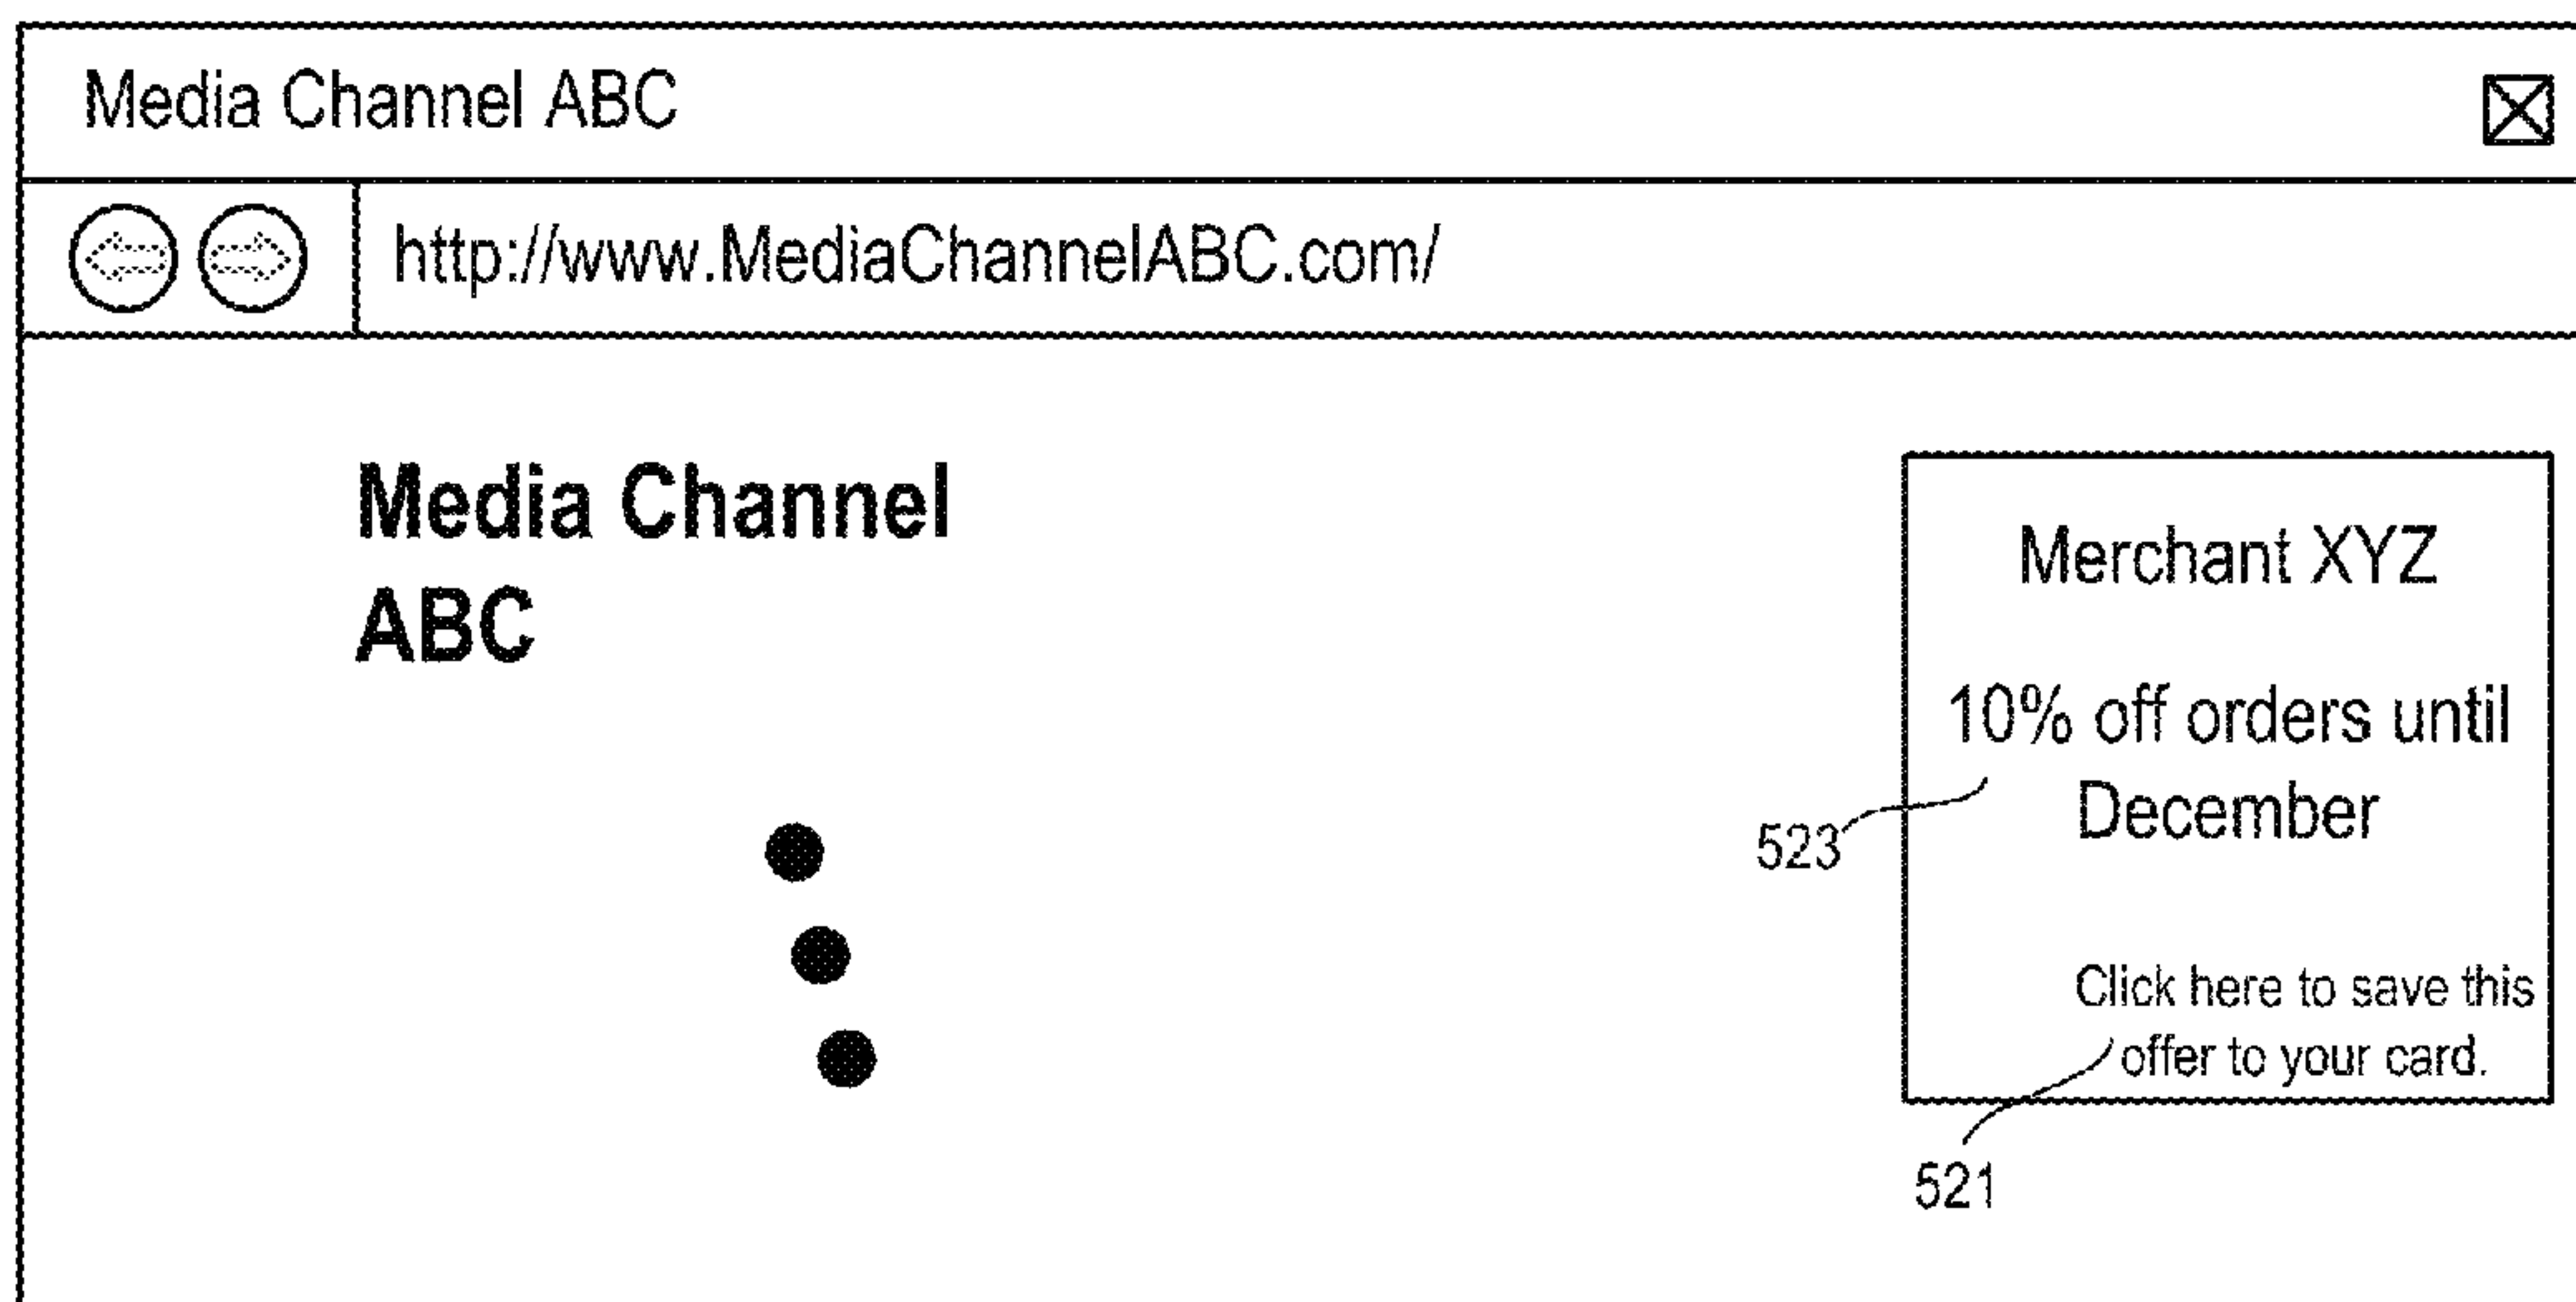 Media Channel ABC
http://www.MediaChannelABC.com/
Media Channel
ABC
Merchant XYZ
10% off orders until
December
523
Click here to save this
offer to your card.
521